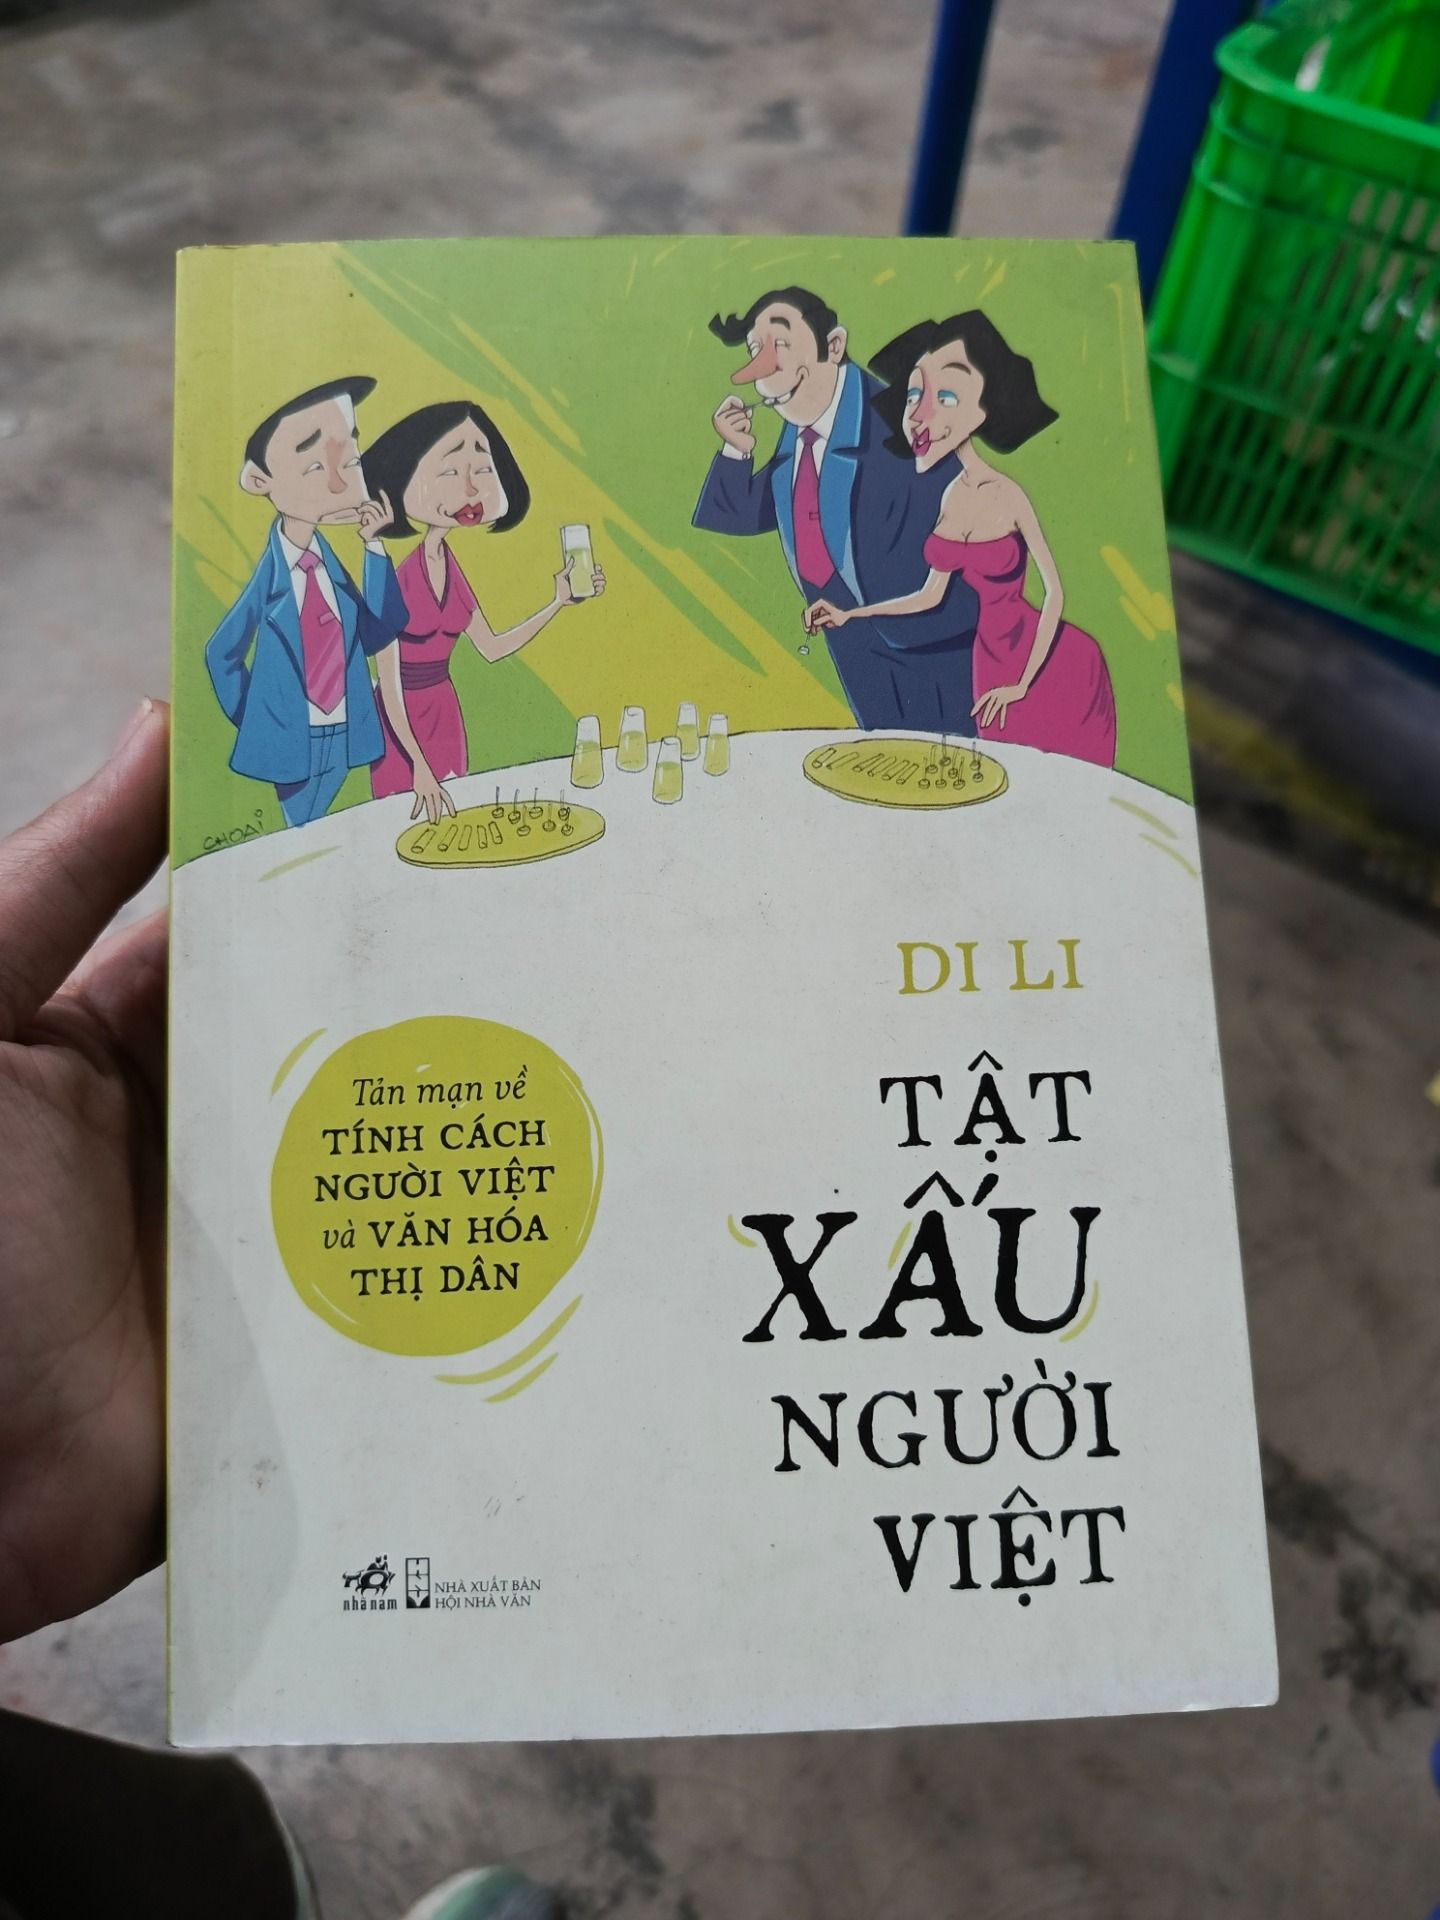 CHOAI
DI LI
TẬT
XẤU
NGƯỜI
VIỆT
Tản mạn về
TÍNH CÁCH
NGƯỜI VIỆT
và VĂN HÓA
THỊ DÂN
nhã nam
NHÀ XUẤT BẢN
HỘI NHÀ VĂN